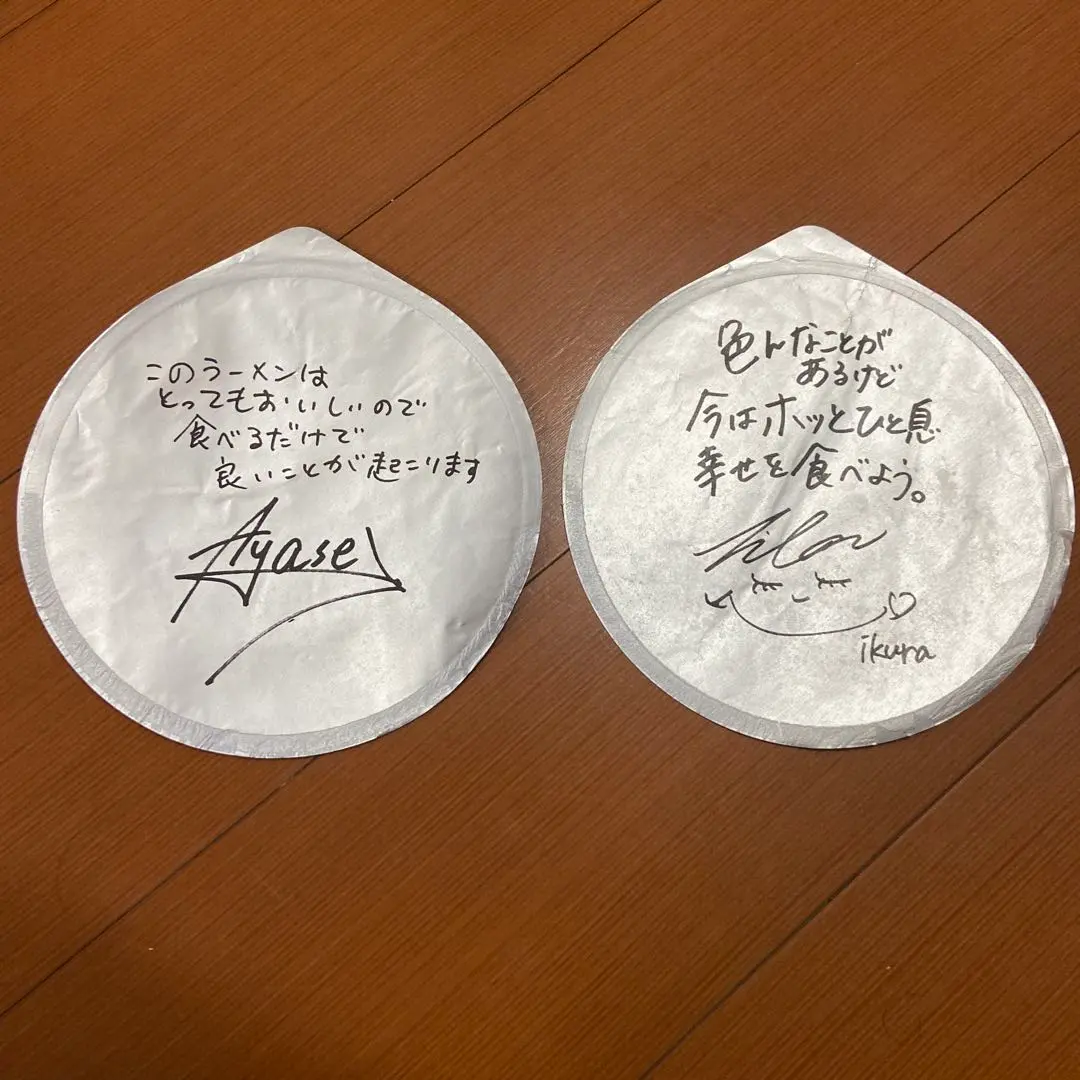 このラーメンは
とってもおいしいので
食べるだけで
良いことが起こります
Ayase
色んなことが
あるけど
今はホッとひと息
幸せを食べよう。
ikura